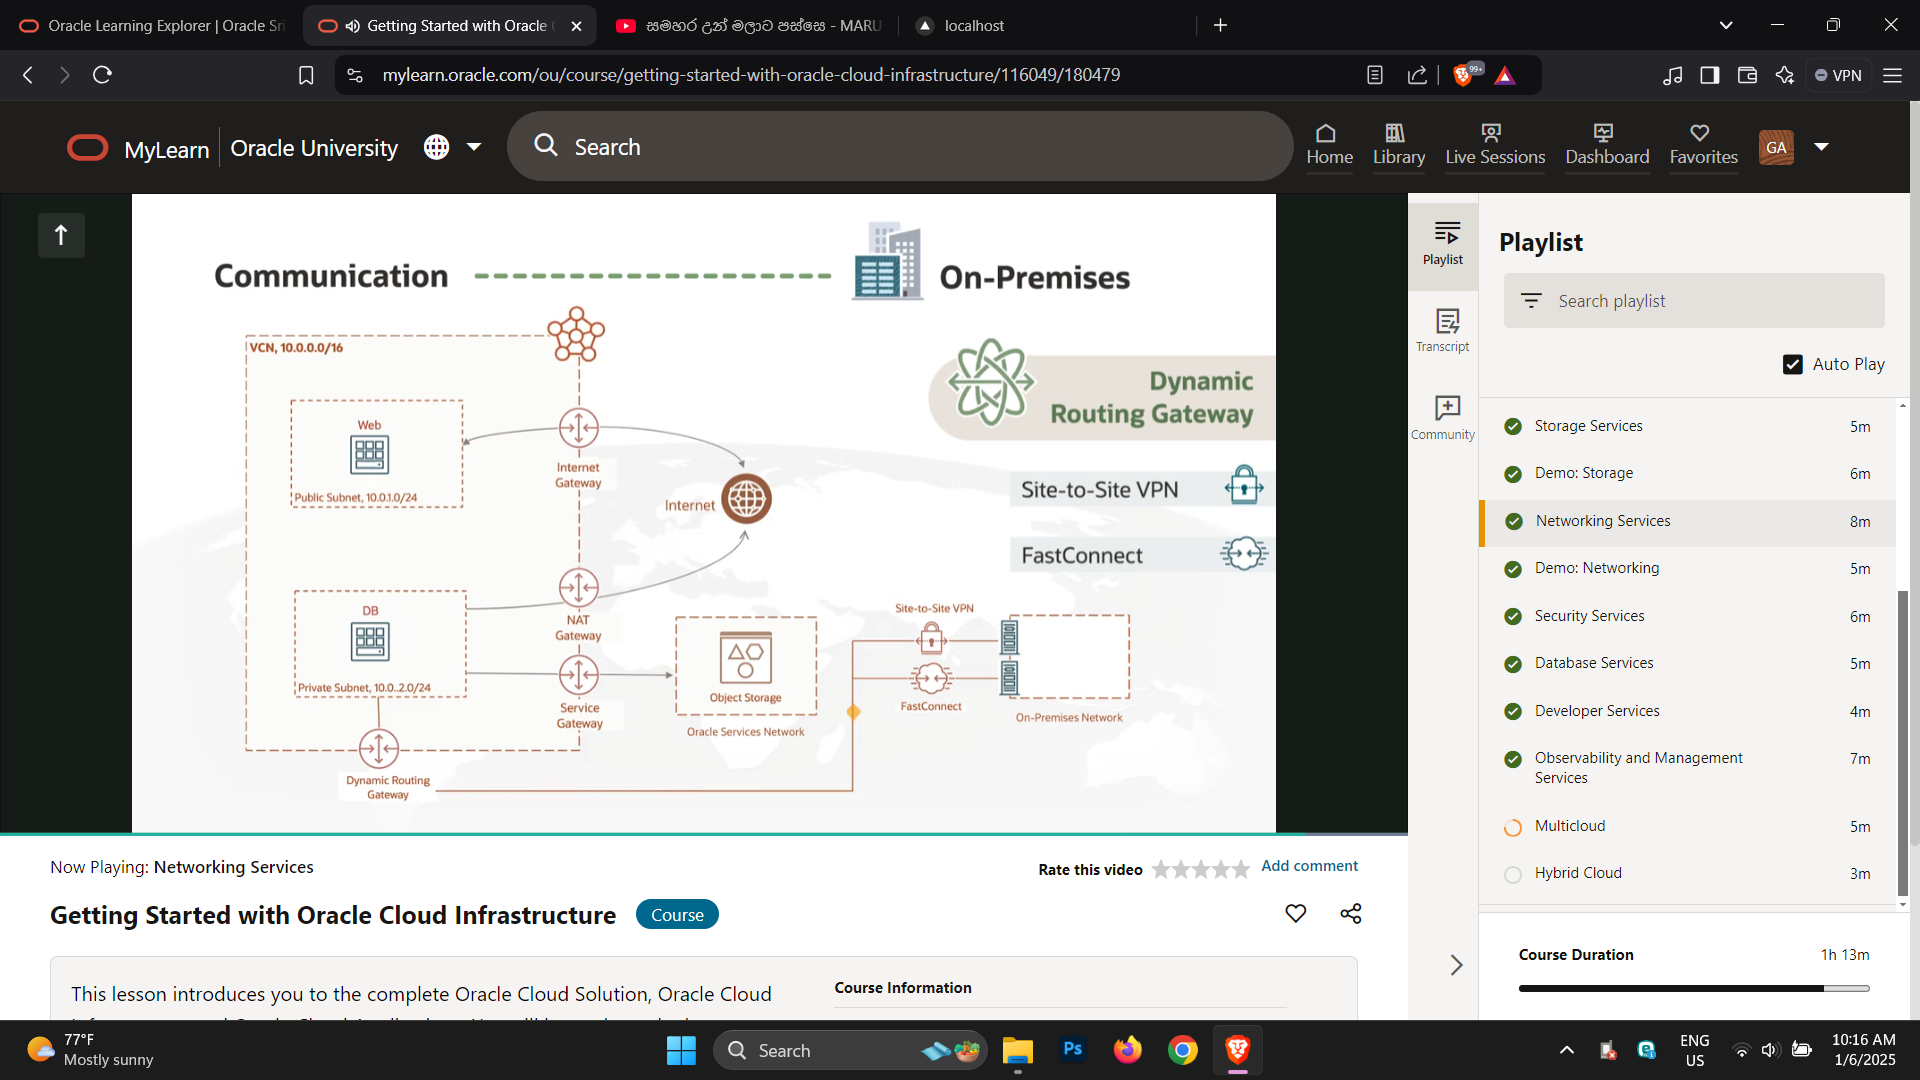 Oracle Learning Explorer | Oracle Sri
Getting Started with Oracle
සමහර උන් මලාට පස්සෙ - MARU
localhost
mylearn.oracle.com/ou/course/getting-started-with-oracle-cloud-infrastructure/116049/180479
99+
VPN
MyLearn
Oracle University
Search
Home
Library
Live Sessions
Dashboard
Favorites
GA
Communication
On-Premises
VCN, 10.0.0.0/16
Web
Public Subnet, 10.0.1.0/24
Internet
Gateway
Internet
Dynamic
Routing Gateway
Site-to-Site VPN
FastConnect
DB
Private Subnet, 10.0..2.0/24
NAT
Gateway
Service
Gateway
Object Storage
Oracle Services Network
Site-to-Site VPN
FastConnect
On-Premises Network
Dynamic Routing
Gateway
Playlist
Transcript
Community
Playlist
Search playlist
Auto Play
Storage Services 5m
Demo: Storage 6m
Networking Services 8m
Demo: Networking 5m
Security Services 6m
Database Services 5m
Developer Services 4m
Observability and Management
Services 7m
Multicloud 5m
Hybrid Cloud 3m
Course Duration 1h 13m
Now Playing: Networking Services
Rate this video
Add comment
Getting Started with Oracle Cloud Infrastructure
Course
This lesson introduces you to the complete Oracle Cloud Solution, Oracle Cloud
Course Information
77°F
Mostly sunny
Search
Ps
ENG
US
10:16 AM
1/6/2025